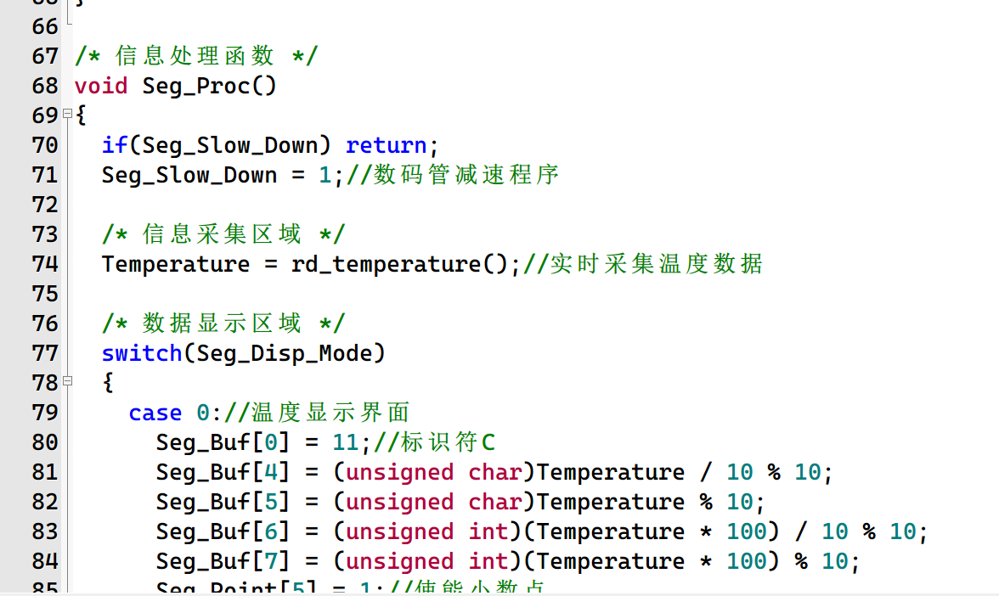 66
67 /* 信息处理函数 */
68 void Seg_Proc()
69 {
70 if(Seg_Slow_Down) return;
71 Seg_Slow_Down = 1;//数码管减速程序
72
73 /* 信息采集区域 */
74 Temperature = rd_temperature();//实时采集温度数据
75
76 /* 数据显示区域 */
77 switch(Seg_Disp_Mode)
78 {
79 case 0://温度显示界面
80 Seg_Buf[0] = 11;//标识符C
81 Seg_Buf[4] = (unsigned char)Temperature / 10 % 10;
82 Seg_Buf[5] = (unsigned char)Temperature % 10;
83 Seg_Buf[6] = (unsigned int)(Temperature * 100) / 10 % 10;
84 Seg_Buf[7] = (unsigned int)(Temperature * 100) % 10;
85 Seg_Point[5] = 1;//使能小数点